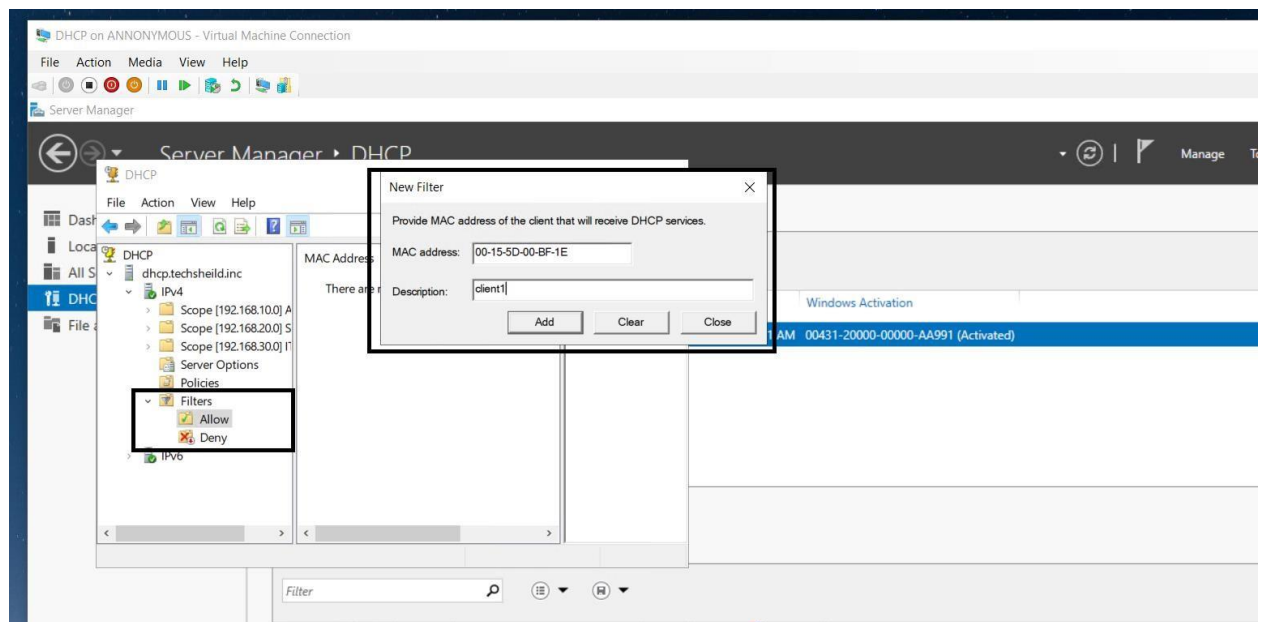 DHCP on ANNONYMOUS - Virtual Machine Connection
File Action Media View Help
Server Manager
Server Manager • DHCP
Manage
DHCP
File Action View Help
Dash
Loca
All S
DHC
File
DHCP
dhcp.techsheild.inc
IPv4
Scope [192.168.10.0] A
Scope [192.168.20.0] S
Scope [192.168.30.0] IT
Server Options
Policies
Filters
Allow
Deny
IPv6
MAC Address
There are
New Filter
Provide MAC address of the client that will receive DHCP services.
MAC address: 00-15-5D-00-BF-1E
Description: client1
Add Clear Close
Windows Activation
1 AM 00431-20000-00000-AA991 (Activated)
Filter